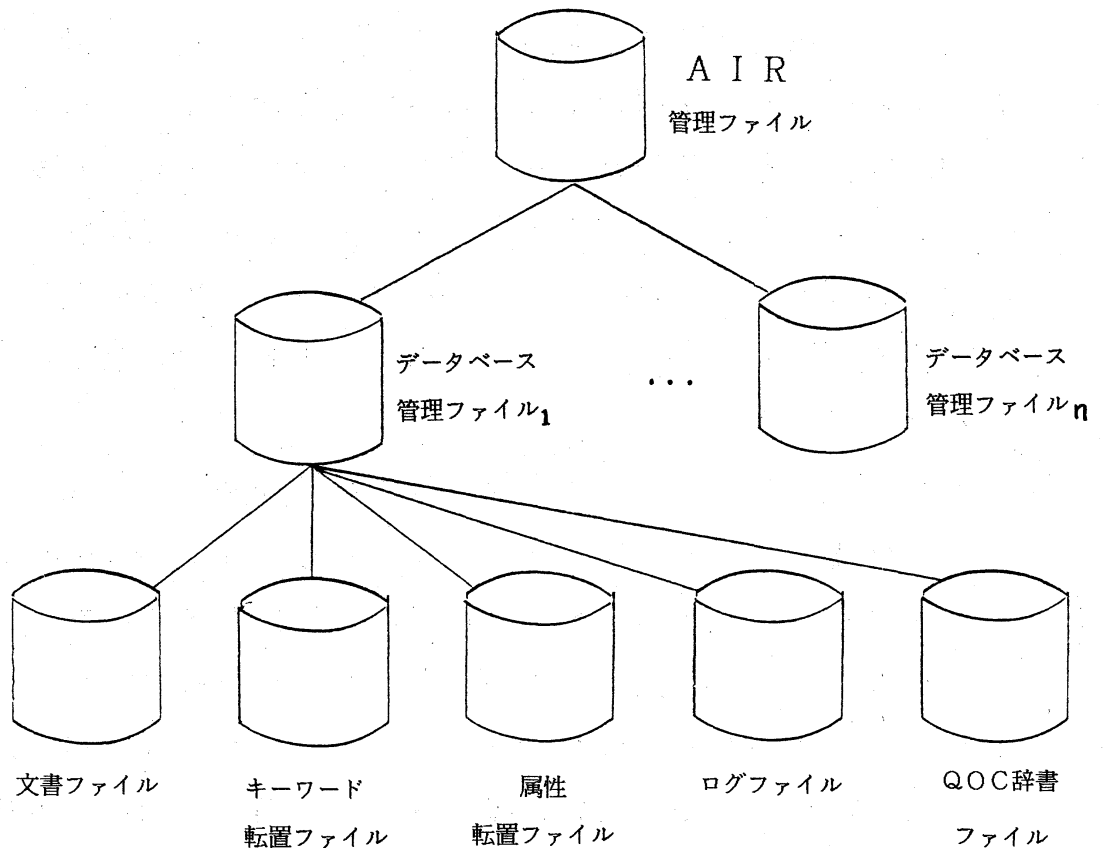 ＡＩＲ
管理ファイル
データベース
管理ファイル1
...
データベース
管理ファイルn
文書ファイル
キーワード
転置ファイル
属性
転置ファイル
ログファイル
ＱＯＣ辞書
ファイル